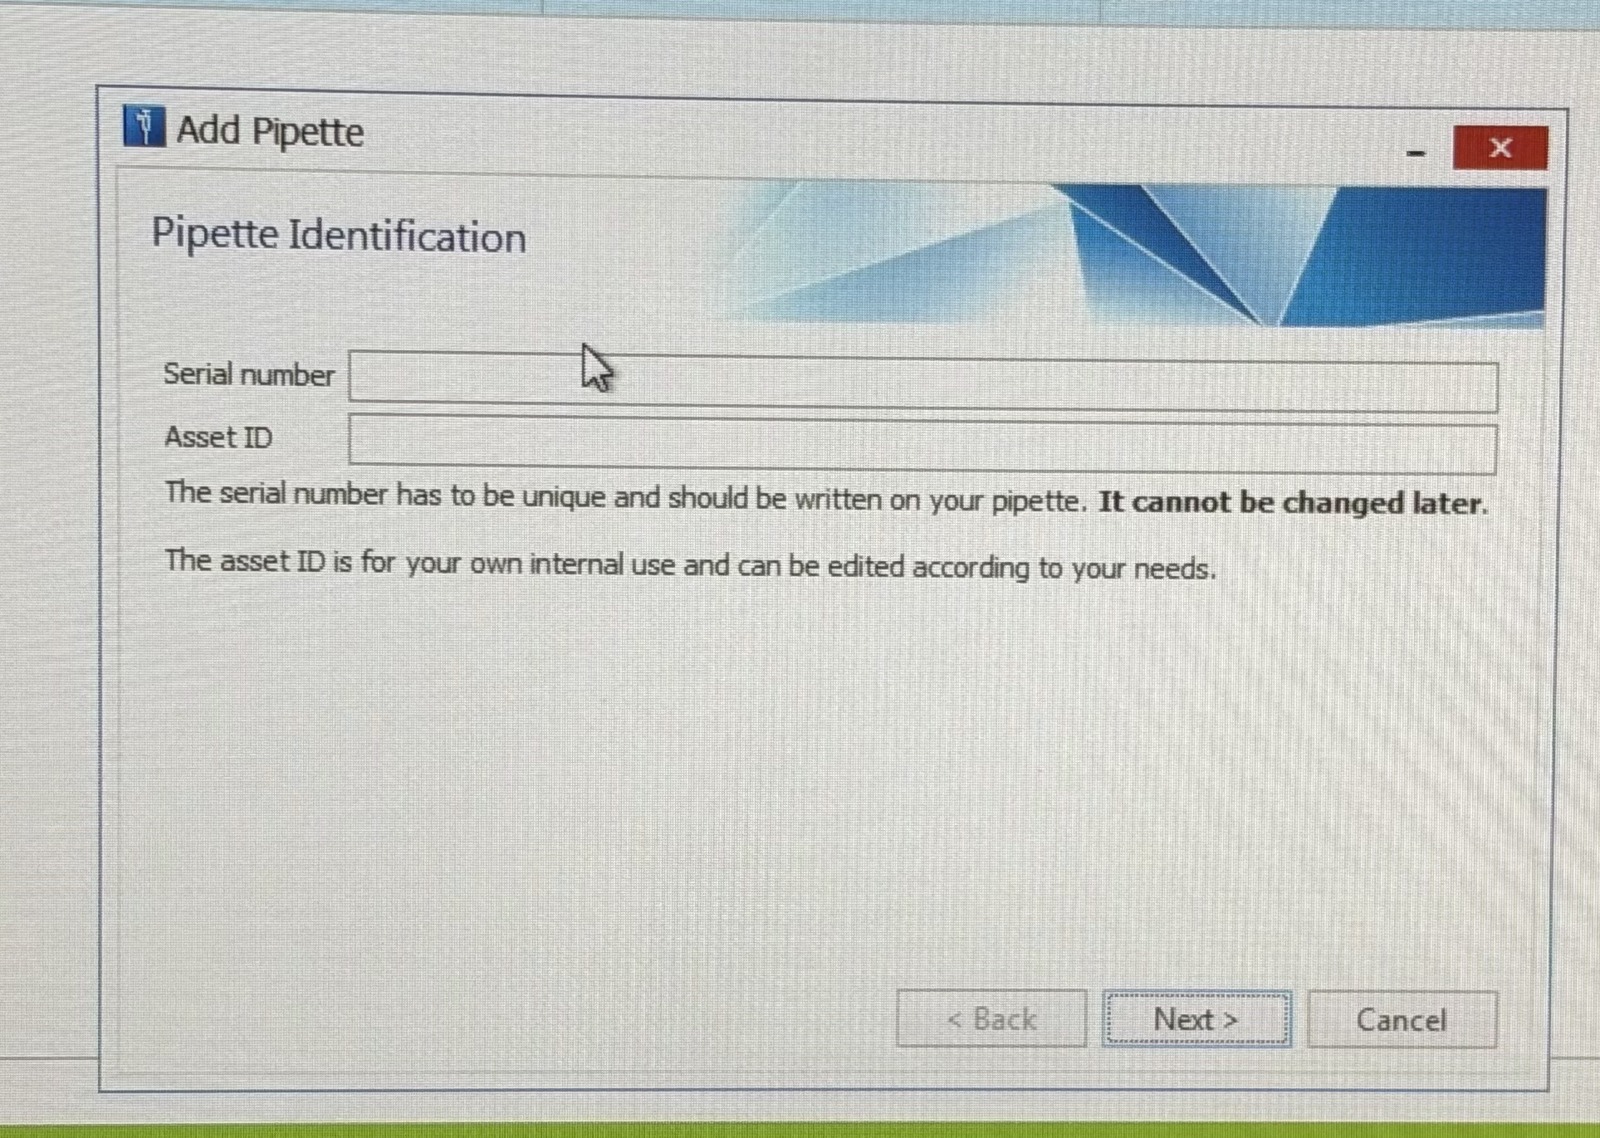 Add Pipette
Pipette Identification
Serial number
Asset ID
The serial number has to be unique and should be written on your pipette. It cannot be changed later.
The asset ID is for your own internal use and can be edited according to your needs.
< Back Next > Cancel